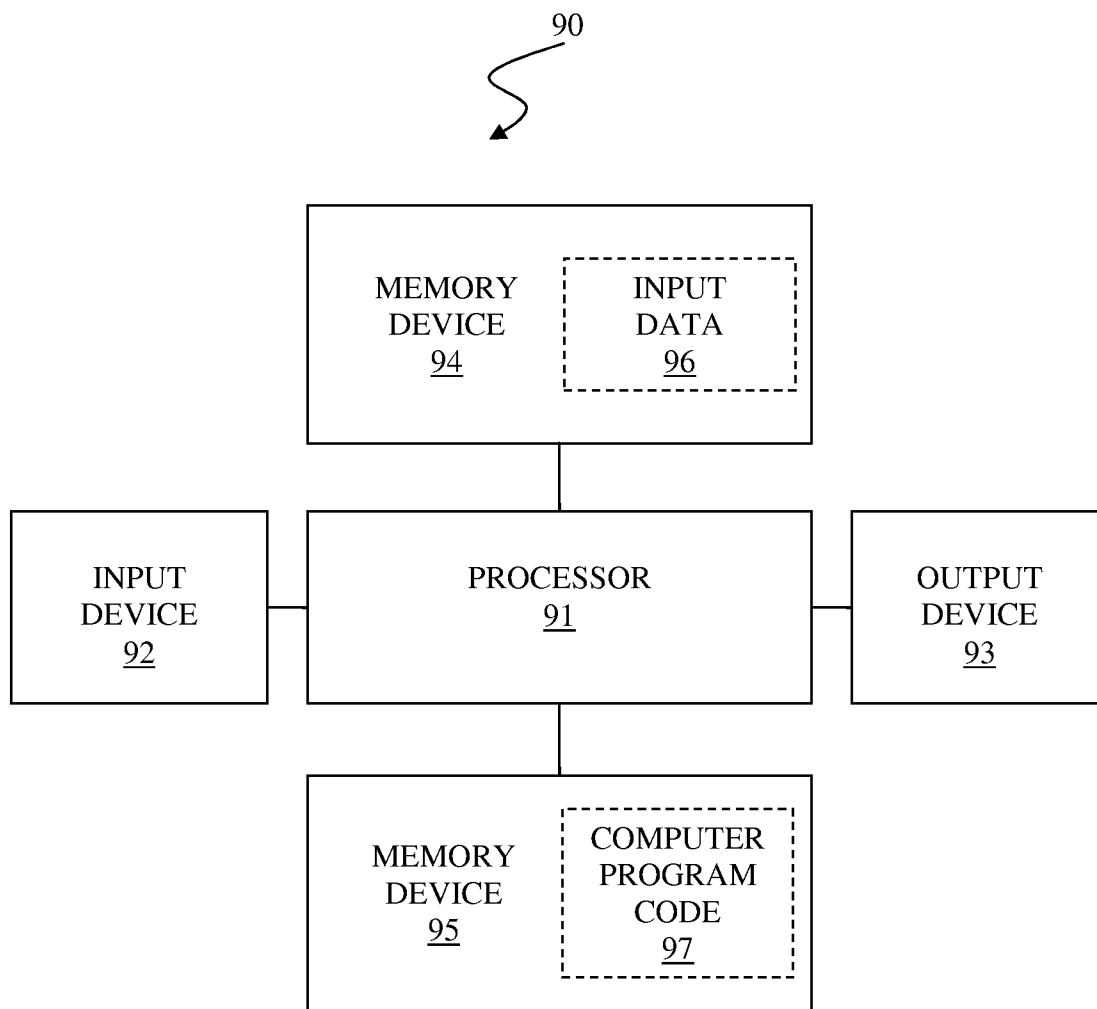 90
MEMORY
DEVICE
94
INPUT
DATA
96
INPUT
DEVICE
92
PROCESSOR
91
OUTPUT
DEVICE
93
MEMORY
DEVICE
95
COMPUTER
PROGRAM
CODE
97